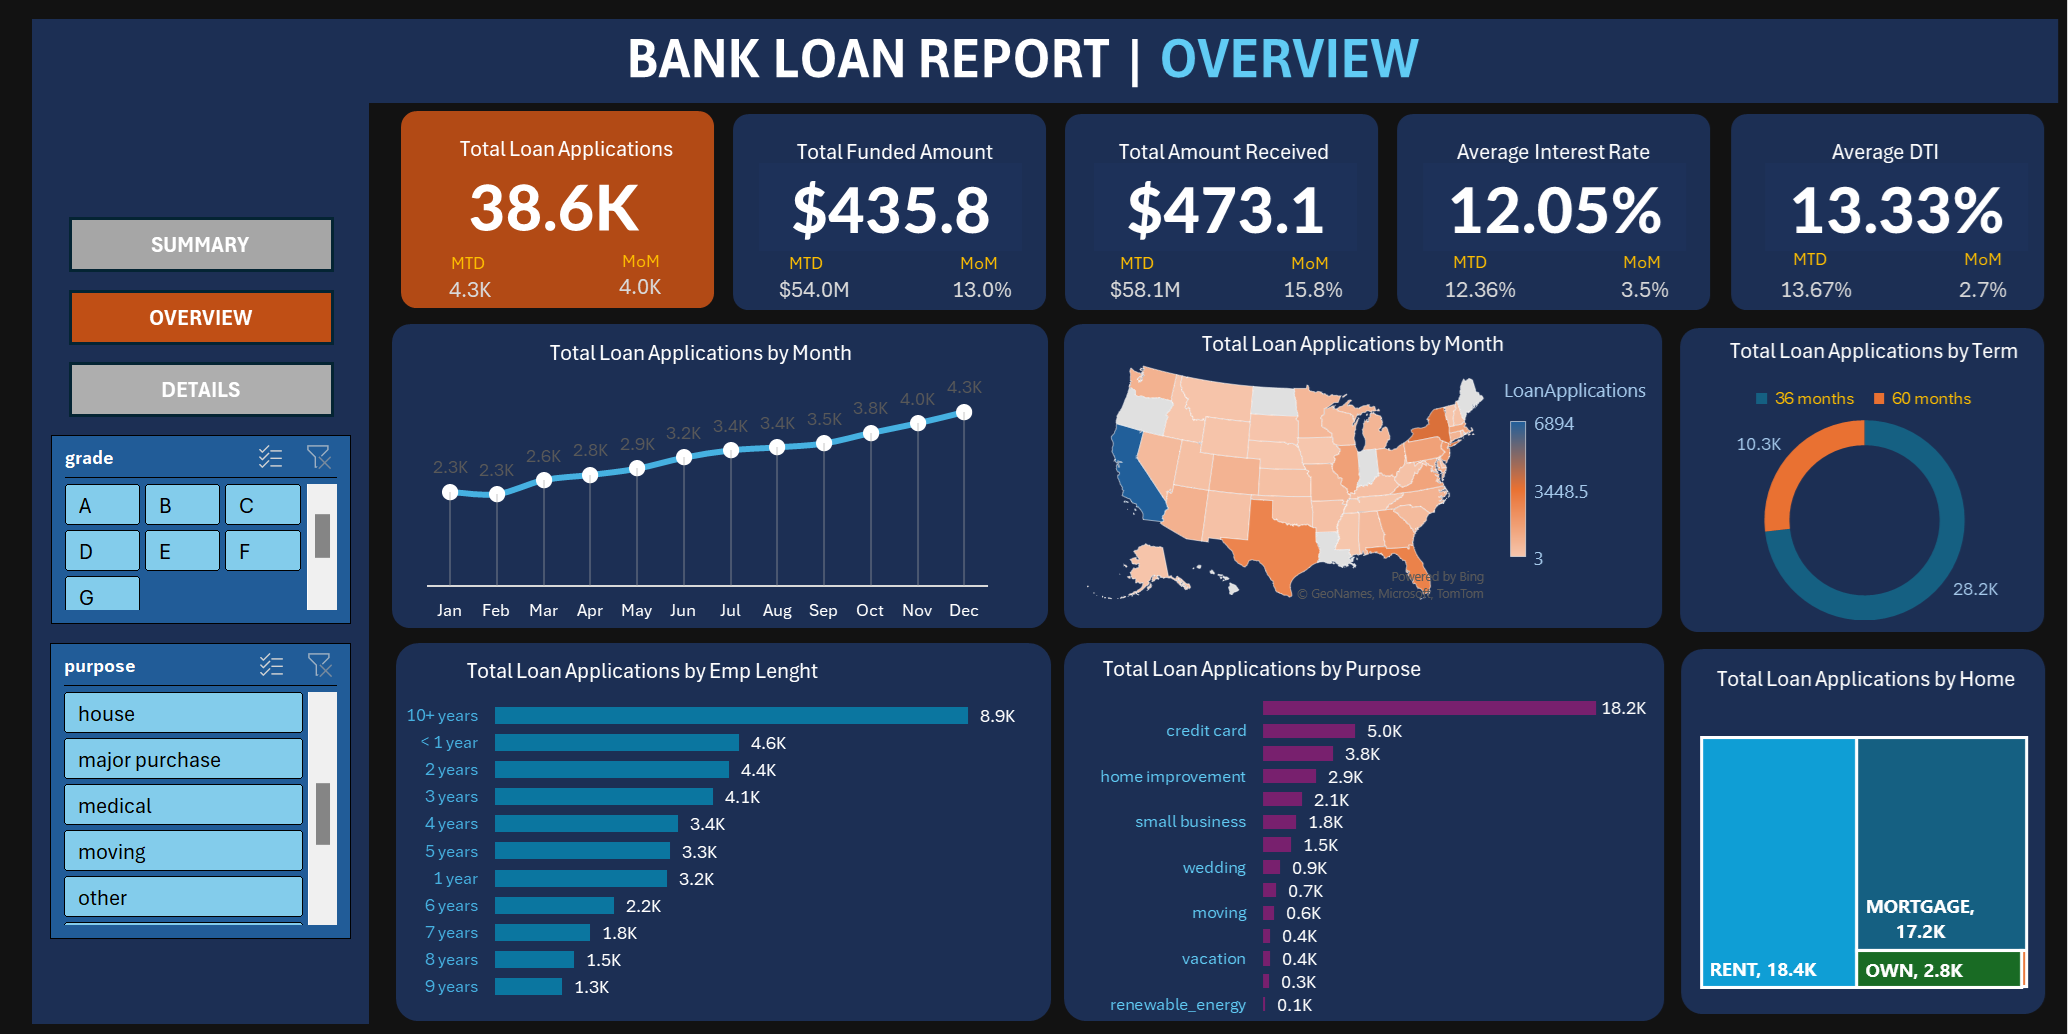 BANK LOAN REPORT | OVERVIEW
SUMMARY
OVERVIEW
DETAILS
grade
A
B
C
D
E
F
G
purpose
house
major purchase
medical
moving
other
Total Loan Applications
38.6K
MTD
MoM
4.3K
4.0K
Total Funded Amount
$435.8
MTD
MoM
$54.0M
13.0%
Total Amount Received
$473.1
MTD
MoM
$58.1M
15.8%
Average Interest Rate
12.05%
MTD
MoM
12.36%
3.5%
Average DTI
13.33%
MTD
MoM
13.67%
2.7%
Total Loan Applications by Month
2.3K 2.3K 2.6K 2.8K 2.9K 3.2K 3.4K 3.4K 3.5K 3.8K 4.0K 4.3K
Jan Feb Mar Apr May Jun Jul Aug Sep Oct Nov Dec
Total Loan Applications by Month
LoanApplications
6894
3448.5
3
Powered by Bing
© GeoNames, Microsoft, TomTom
Total Loan Applications by Term
36 months 60 months
10.3K
28.2K
Total Loan Applications by Emp Lenght
10+ years 8.9K
< 1 year 4.6K
2 years 4.4K
3 years 4.1K
4 years 3.4K
5 years 3.3K
1 year 3.2K
6 years 2.2K
7 years 1.8K
8 years 1.5K
9 years 1.3K
Total Loan Applications by Purpose
18.2K
credit card 5.0K
3.8K
home improvement 2.9K
2.1K
small business 1.8K
1.5K
wedding 0.9K
0.7K
moving 0.6K
0.4K
vacation 0.4K
0.3K
renewable_energy 0.1K
Total Loan Applications by Home
MORTGAGE,
17.2K
RENT, 18.4K
OWN, 2.8K